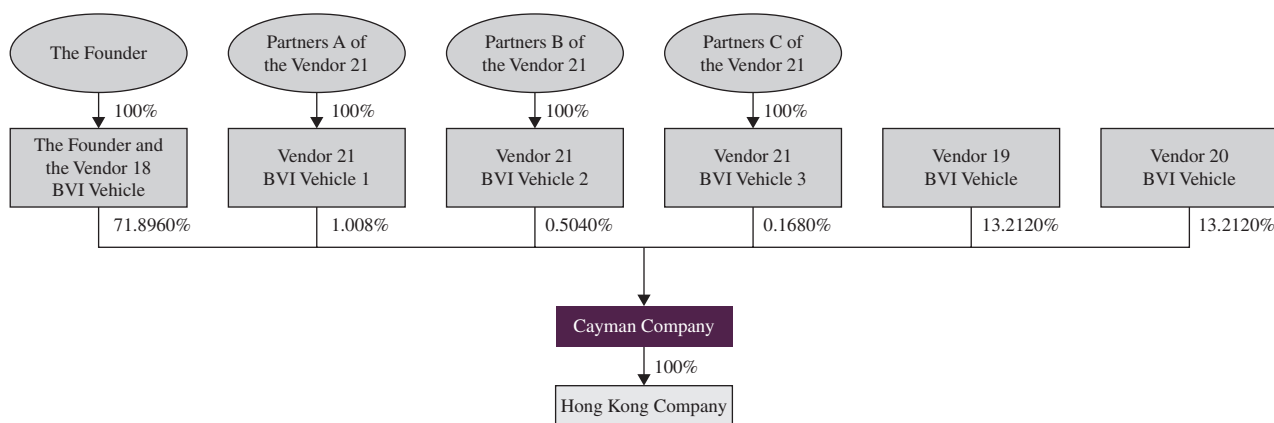 The Founder
Partners A of
the Vendor 21
Partners B of
the Vendor 21
Partners C of
the Vendor 21
100%
100%
100%
100%
The Founder and
the Vendor 18
BVI Vehicle
Vendor 21
BVI Vehicle 1
Vendor 21
BVI Vehicle 2
Vendor 21
BVI Vehicle 3
Vendor 19
BVI Vehicle
Vendor 20
BVI Vehicle
71.8960%
1.008%
0.5040%
0.1680%
13.2120%
13.2120%
Cayman Company
100%
Hong Kong Company